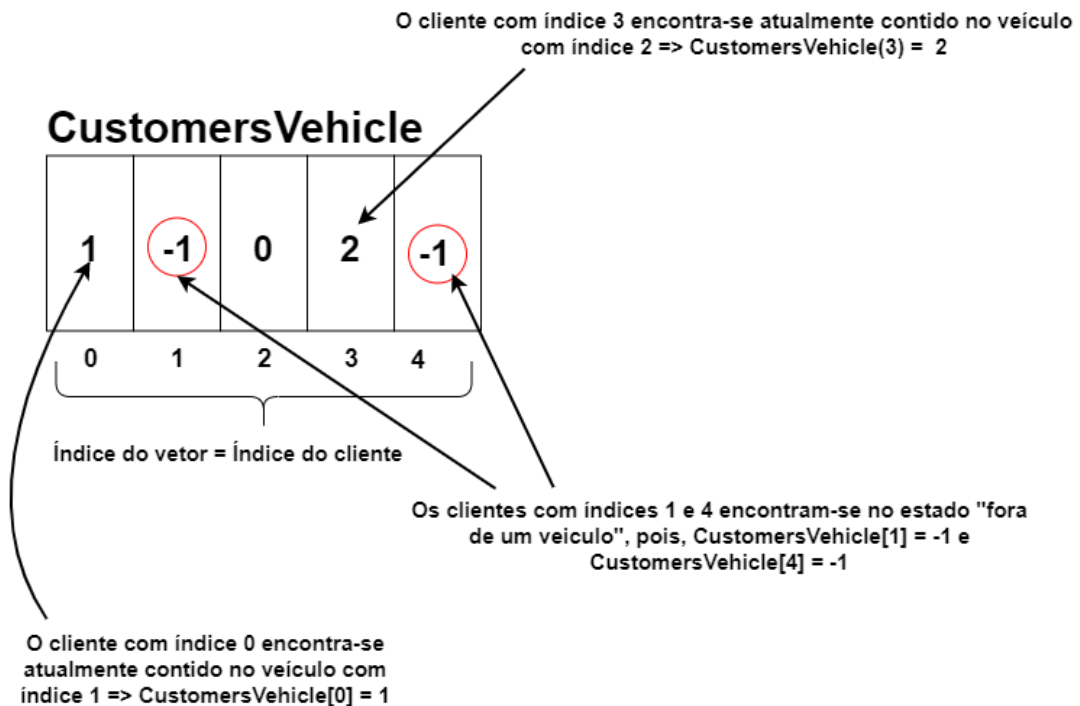 O cliente com índice 3 encontra-se atualmente contido no veículo
com índice 2 => CustomersVehicle(3) = 2
CustomersVehicle
1 -1 0 2 -1
0 1 2 3 4
Índice do vetor = Índice do cliente
Os clientes com índices 1 e 4 encontram-se no estado "fora
de um veiculo", pois, CustomersVehicle[1] = -1 e
CustomersVehicle[4] = -1
O cliente com índice 0 encontra-se
atualmente contido no veículo com
índice 1 => CustomersVehicle[0] = 1